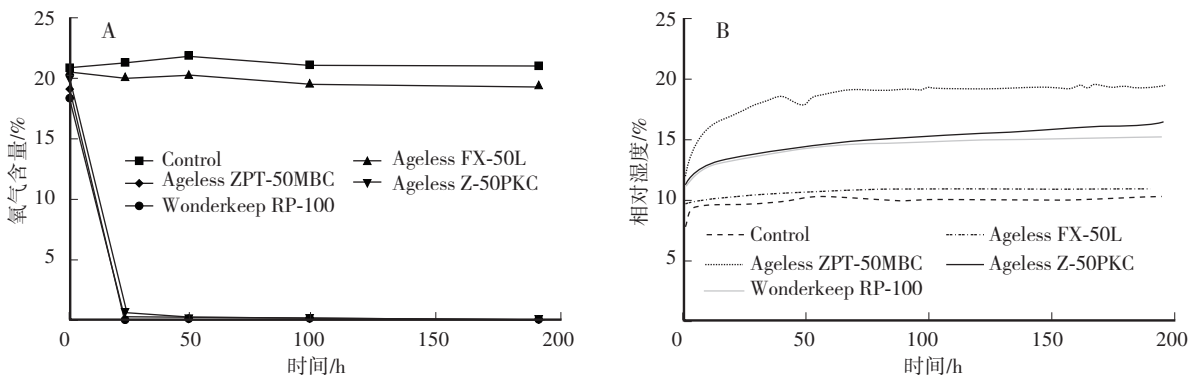 A
25
20
15
10
5
氧气含量/%
Control
Ageless FX-50L
Ageless ZPT-50MBC
Ageless Z-50PKC
Wonderkeep RP-100
0
50
100
150
200
时间/h
B
25
20
15
10
5
相对湿度/%
Control
Ageless FX-50L
Ageless ZPT-50MBC
Ageless Z-50PKC
Wonderkeep RP-100
0
50
100
150
200
时间/h